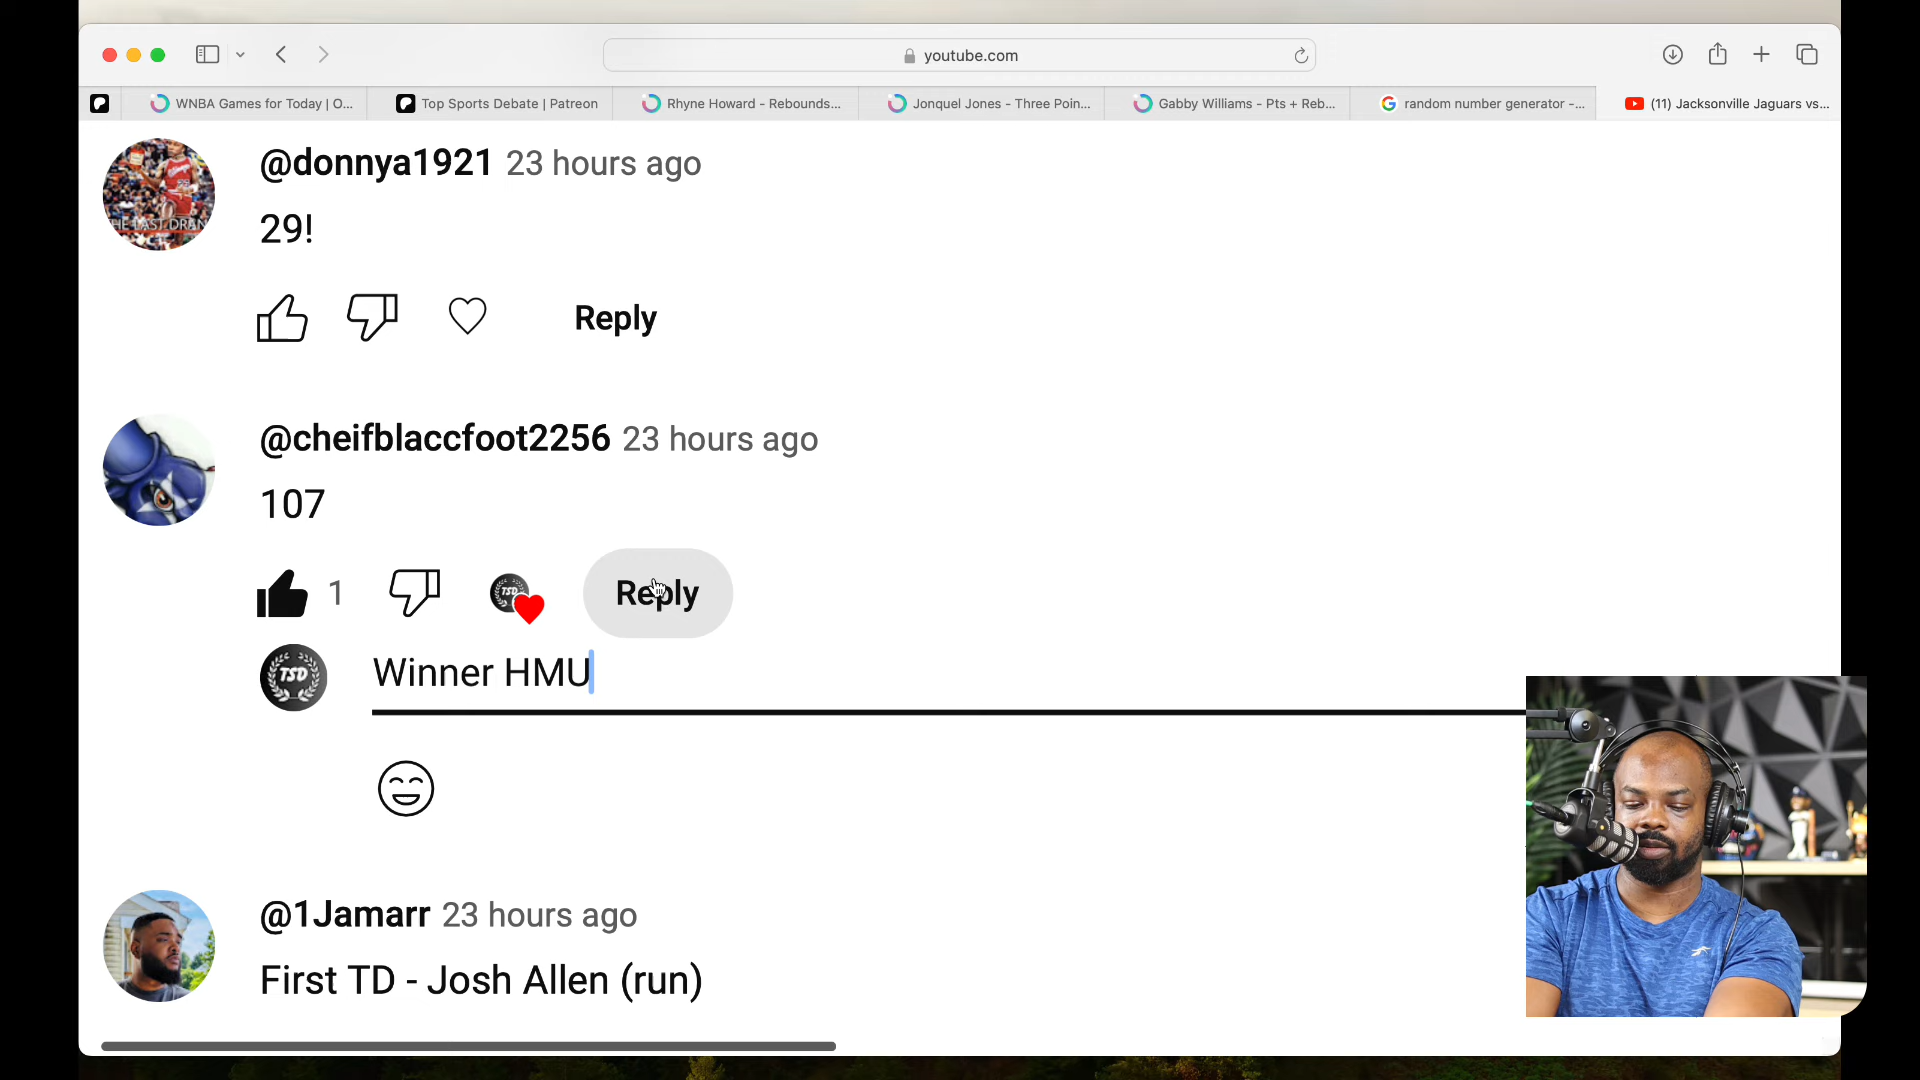 youtube.com
WNBA Games for Today | O...
Top Sports Debate | Patreon
Rhyne Howard - Rebounds...
Jonquel Jones - Three Poin...
Gabby Williams - Pts + Reb...
random number generator -...
(11) Jacksonville Jaguars vs...
@donnya1921 23 hours ago
29!
Reply
@cheifblaccfoot2256 23 hours ago
107
1
TSD
Reply
TSD
Winner HMU
@1Jamarr 23 hours ago
First TD - Josh Allen (run)